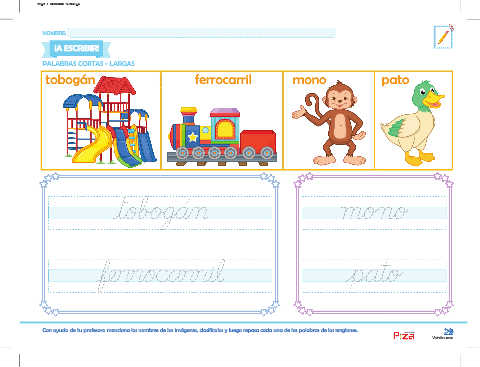 NOMBRE:
¡A ESCRIBIR!
PALABRAS CORTAS - LARGAS
tobogán ferrocarril mono pato
tobogán mono
ferrocarril pato
Con ayuda de tu profesora menciona los nombres de las imágenes, clasifícalas y luego repasa cada una de las palabras de los renglones.